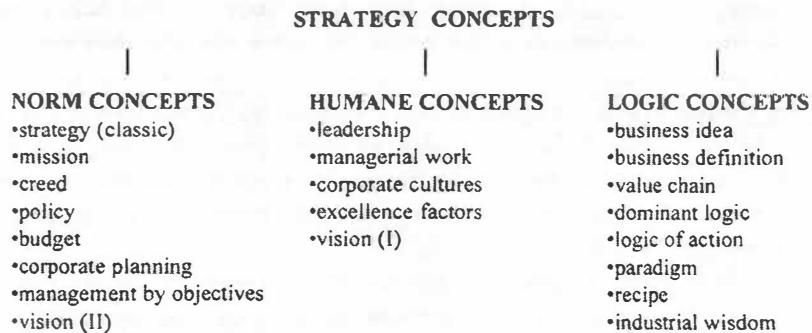 STRATEGY CONCEPTS
NORM CONCEPTS
•strategy (classic)
•mission
•creed
•policy
•budget
•corporate planning
•management by objectives
•vision (II)
HUMANE CONCEPTS
•leadership
•managerial work
•corporate cultures
•excellence factors
•vision (I)
LOGIC CONCEPTS
•business idea
•business definition
•value chain
•dominant logic
•logic of action
•paradigm
•recipe
•industrial wisdom